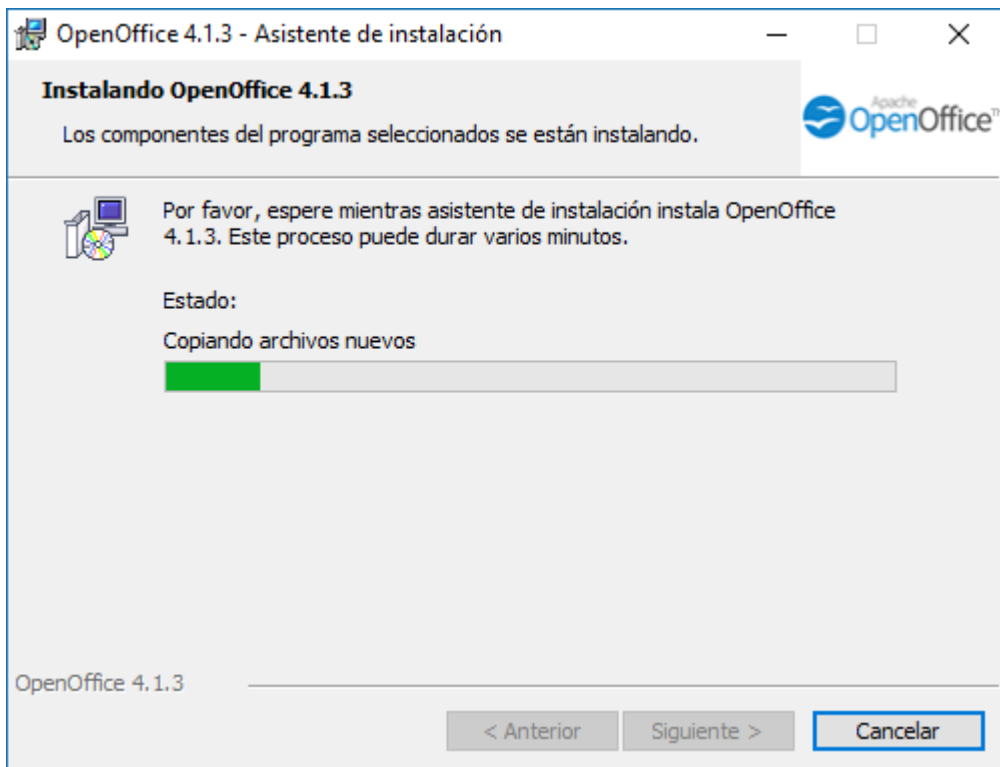 OpenOffice 4.1.3 - Asistente de instalación
Instalando OpenOffice 4.1.3
Los componentes del programa seleccionados se están instalando.
Apache
OpenOffice™
Por favor, espere mientras asistente de instalación instala OpenOffice
4.1.3. Este proceso puede durar varios minutos.
Estado:
Copiando archivos nuevos
OpenOffice 4.1.3
< Anterior
Siguiente >
Cancelar